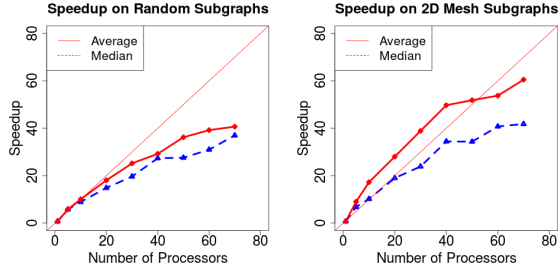 Speedup on Random Subgraphs
Average
Median
80
60
40
20
0
Speedup
0 20 40 60 80
Number of Processors
Speedup on 2D Mesh Subgraphs
Average
Median
80
60
40
20
0
Speedup
0 20 40 60 80
Number of Processors